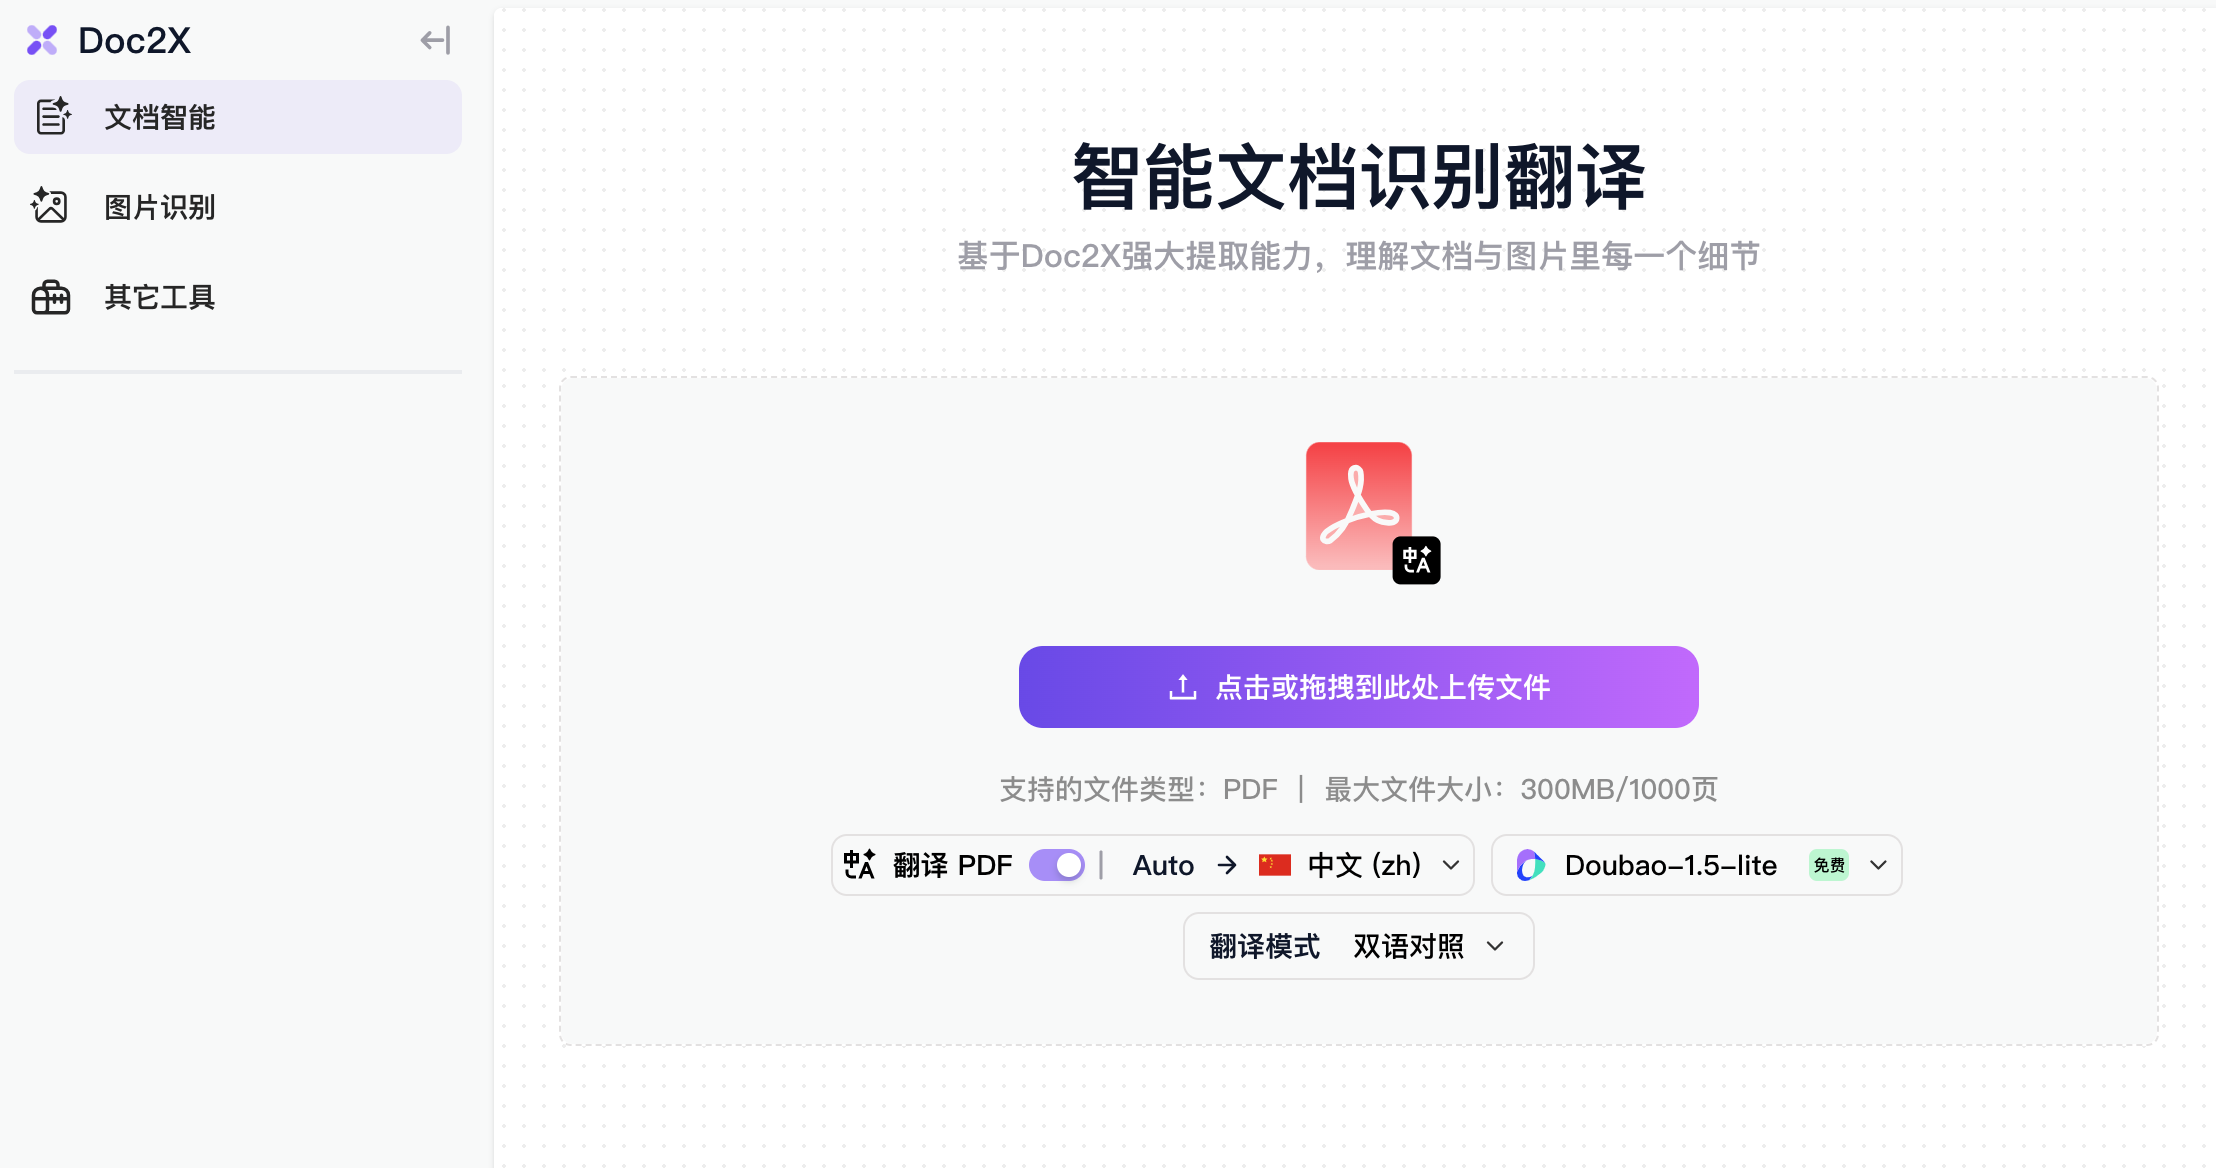 Doc2X
文档智能
图片识别
其它工具
智能文档识别翻译
基于Doc2X强大提取能力，理解文档与图片里每一个细节
中A
点击或拖拽到此处上传文件
支持的文件类型：PDF | 最大文件大小：300MB/1000页
中A 翻译 PDF | Auto → 中文 (zh) Doubao-1.5-lite 免费
翻译模式 双语对照